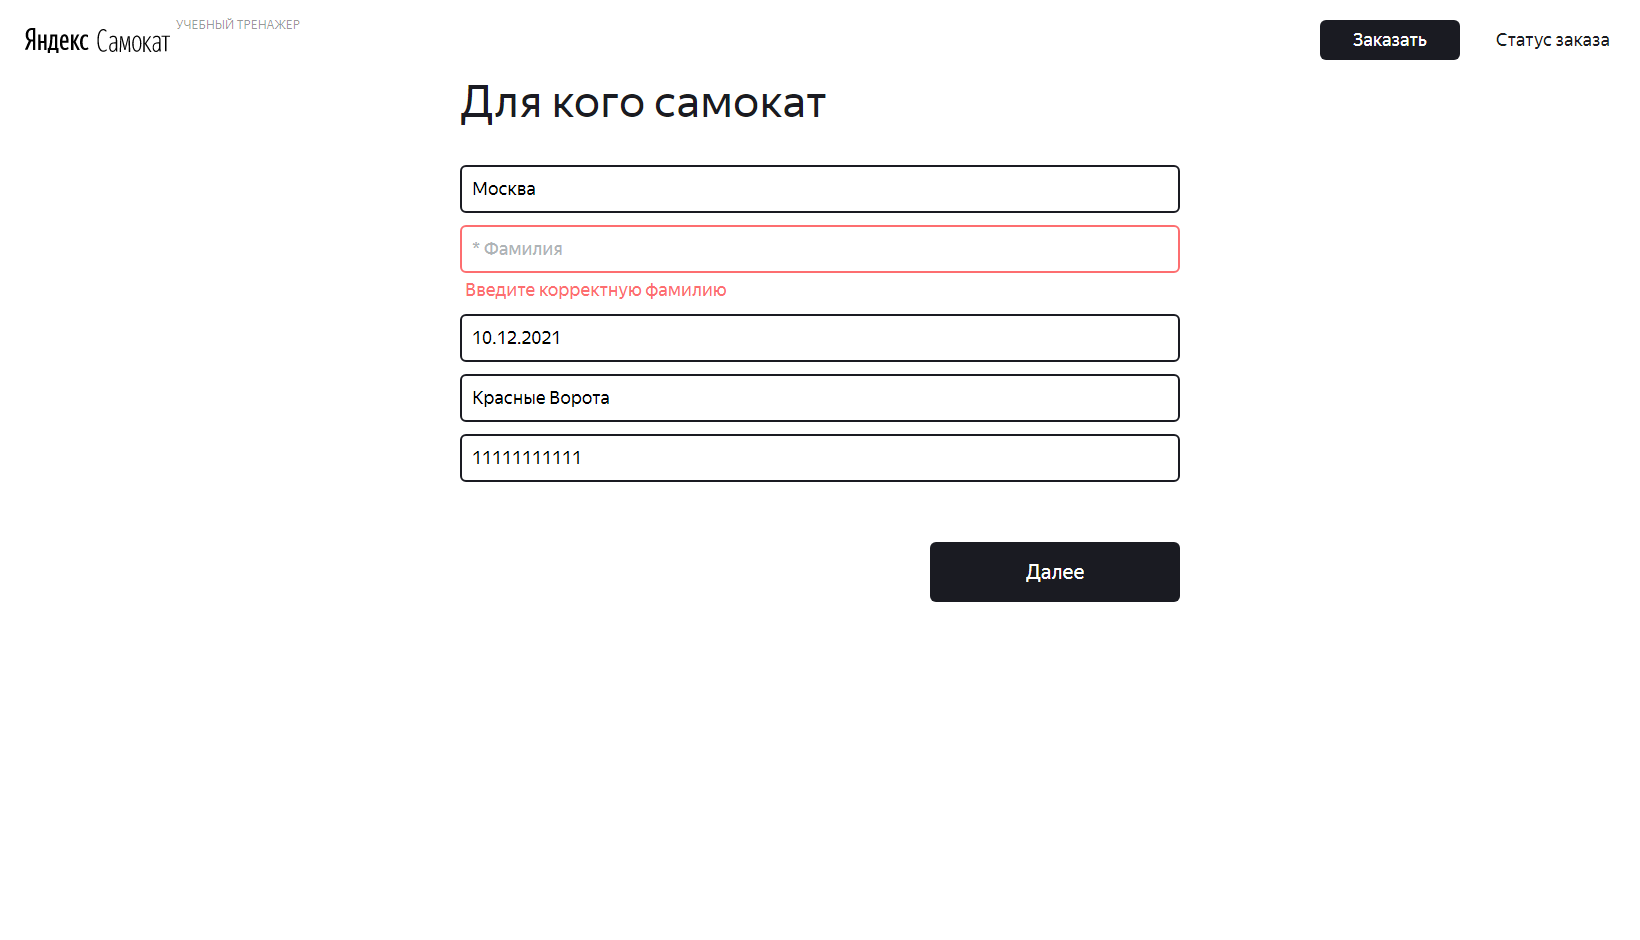 Яндекс Самокат
УЧЕБНЫЙ ТРЕНАЖЕР
Заказать
Статус заказа
Для кого самокат
Москва
* Фамилия
Введите корректную фамилию
10.12.2021
Красные Ворота
11111111111
Далее